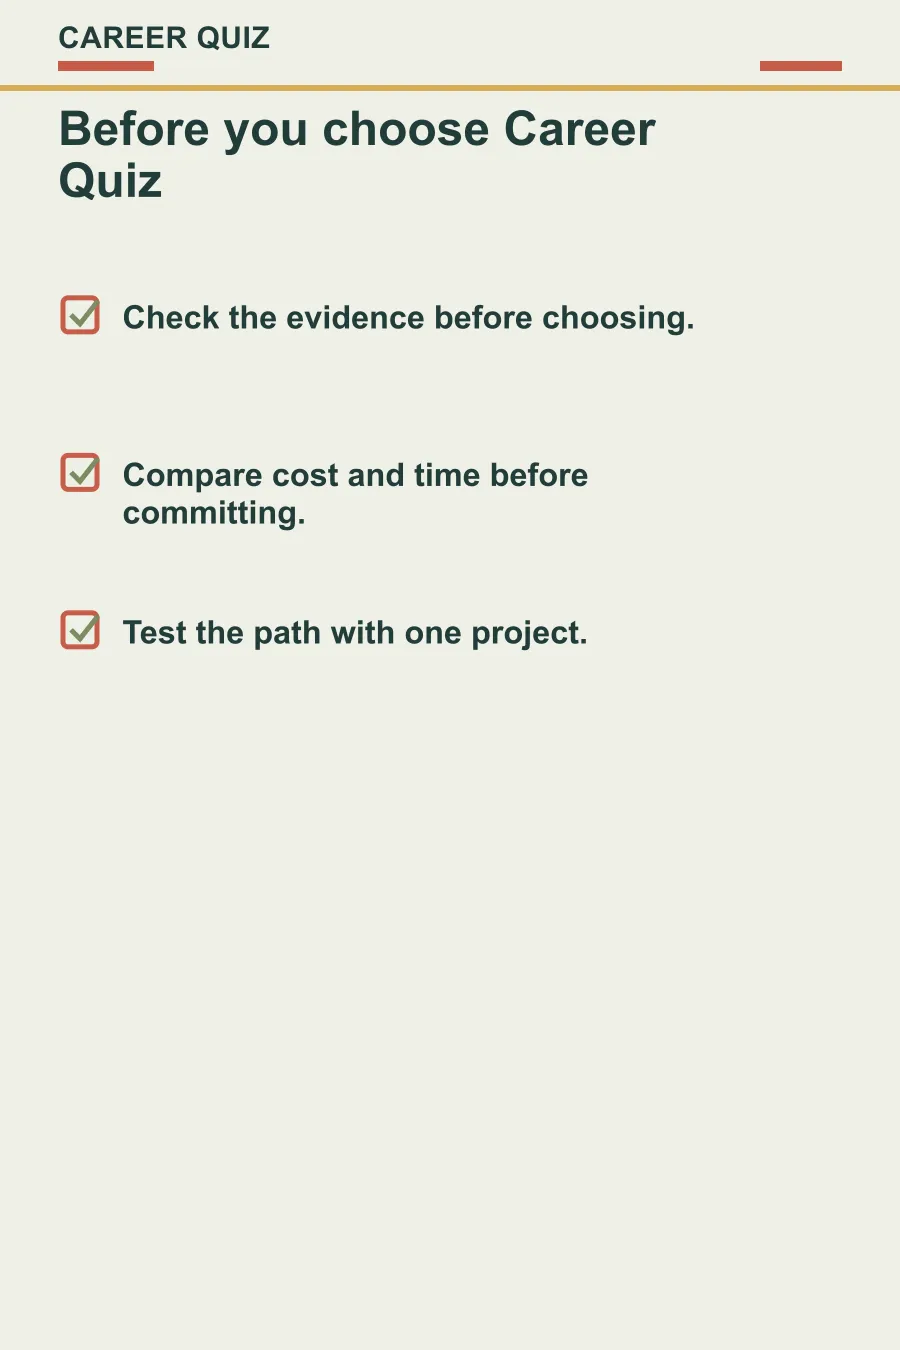 CAREER QUIZ
Before you choose Career
Quiz
Check the evidence before choosing.
Compare cost and time before
committing.
Test the path with one project.